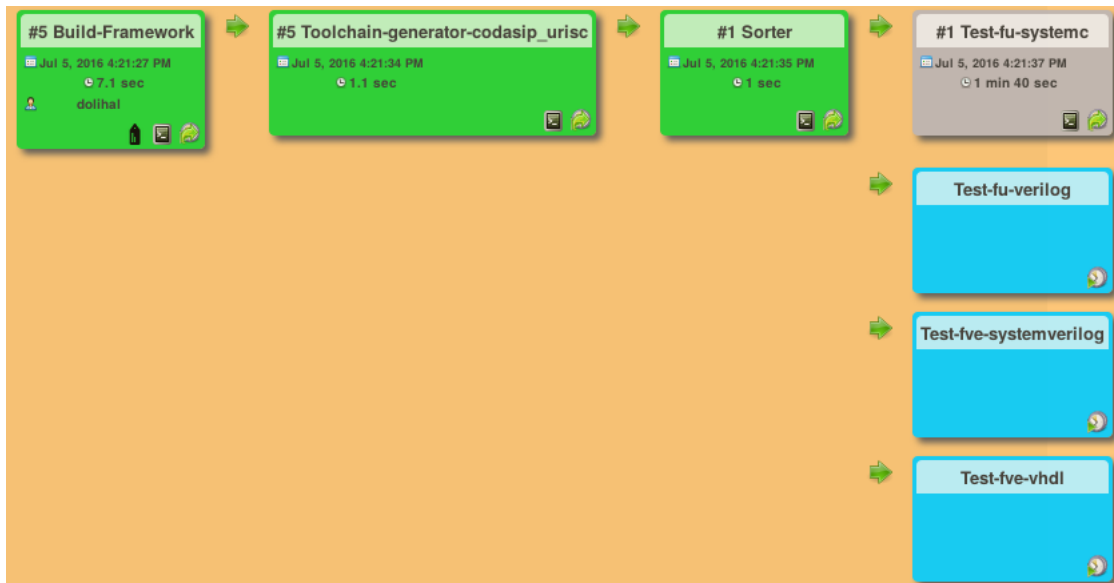 #5 Build-Framework
Jul 5, 2016 4:21:27 PM
7.1 sec
dolihal
#5 Toolchain-generator-codasip_urisc
Jul 5, 2016 4:21:34 PM
1.1 sec
#1 Sorter
Jul 5, 2016 4:21:35 PM
1 sec
#1 Test-fu-systemc
Jul 5, 2016 4:21:37 PM
1 min 40 sec
Test-fu-verilog
Test-fve-systemverilog
Test-fve-vhdl